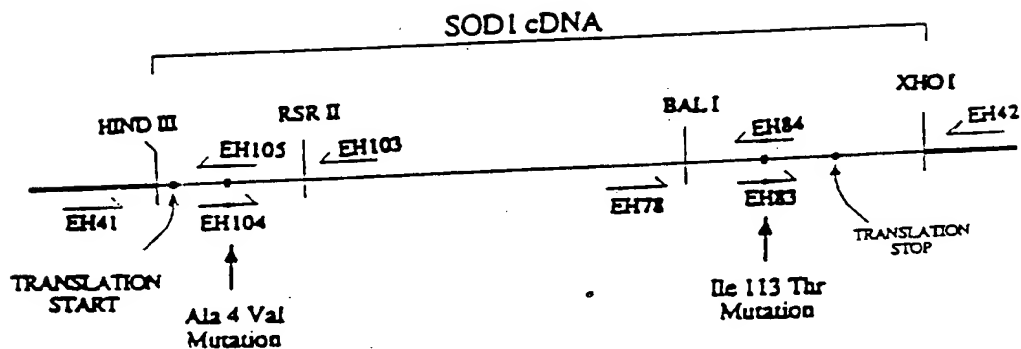 SOD1 cDNA
HIND III
RSR II
BAL I
XHO I
EH105
EH103
EH84
EH42
EH41
EH104
EH78
EH83
TRANSLATION
START
TRANSLATION
STOP
Ala 4 Val
Mutation
Ile 113 Thr
Mutation